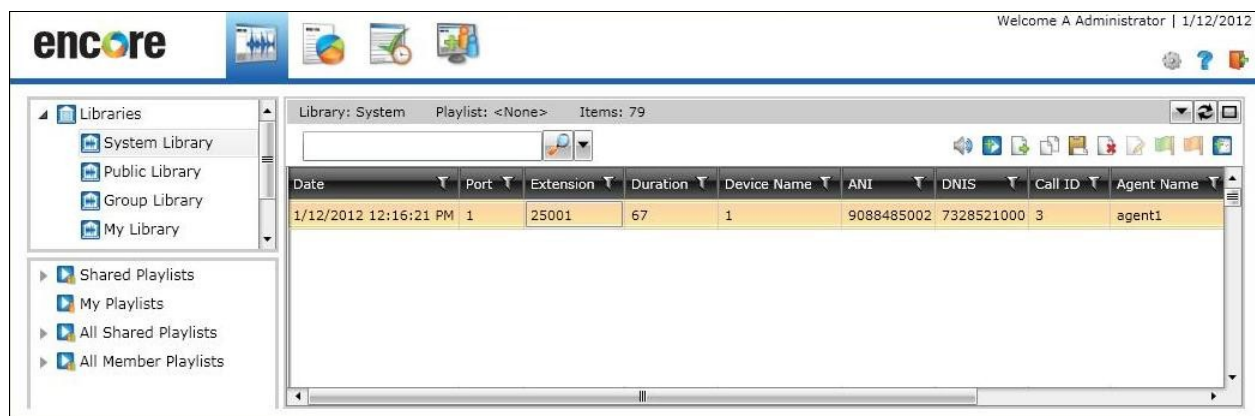 Welcome A Administrator | 1/12/2012
encore
Libraries
System Library
Public Library
Group Library
My Library
Shared Playlists
My Playlists
All Shared Playlists
All Member Playlists
Library: System Playlist: <None> Items: 79
Date Port Extension Duration Device Name ANI DNIS Call ID Agent Name
1/12/2012 12:16:21 PM 1 25001 67 1 9088485002 7328521000 3 agent1